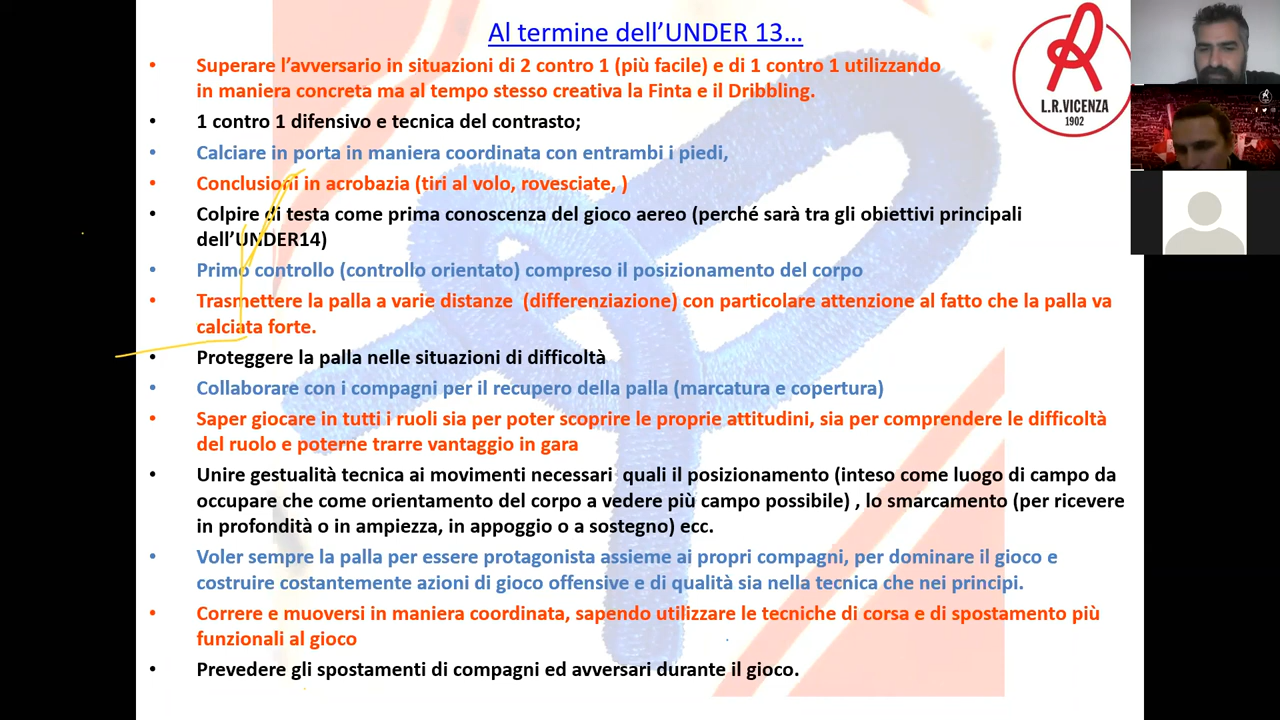 Al termine dell’UNDER 13…
• Superare l’avversario in situazioni di 2 contro 1 (più facile) e di 1 contro 1 utilizzando
in maniera concreta ma al tempo stesso creativa la Finta e il Dribbling.
• 1 contro 1 difensivo e tecnica del contrasto;
• Calciare in porta in maniera coordinata con entrambi i piedi,
• Conclusioni in acrobazia (tiri al volo, rovesciate, )
• Colpire di testa come prima conoscenza del gioco aereo (perché sarà tra gli obiettivi principali
dell’UNDER14)
• Primo controllo (controllo orientato) compreso il posizionamento del corpo
• Trasmettere la palla a varie distanze  (differenziazione) con particolare attenzione al fatto che la palla va
calciata forte.
• Proteggere la palla nelle situazioni di difficoltà
• Collaborare con i compagni per il recupero della palla (marcatura e copertura)
• Saper giocare in tutti i ruoli sia per poter scoprire le proprie attitudini, sia per comprendere le difficoltà
del ruolo e poterne trarre vantaggio in gara
• Unire gestualità tecnica ai movimenti necessari  quali il posizionamento (inteso come luogo di campo da
occupare che come orientamento del corpo a vedere più campo possibile) , lo smarcamento (per ricevere
in profondità o in ampiezza, in appoggio o a sostegno) ecc.
• Voler sempre la palla per essere protagonista assieme ai propri compagni, per dominare il gioco e
costruire costantemente azioni di gioco offensive e di qualità sia nella tecnica che nei principi.
• Correre e muoversi in maniera coordinata, sapendo utilizzare le tecniche di corsa e di spostamento più
funzionali al gioco
• Prevedere gli spostamenti di compagni ed avversari durante il gioco.
L.R.VICENZA
1902